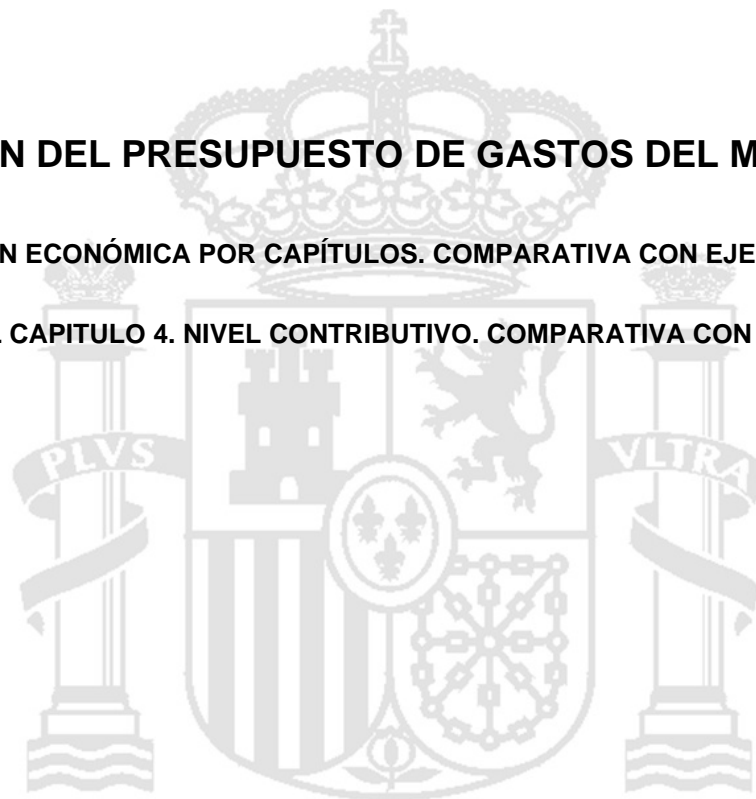 N DEL PRESUPUESTO DE GASTOS DEL M
N ECONÓMICA POR CAPÍTULOS. COMPARATIVA CON EJE
. CAPITULO 4. NIVEL CONTRIBUTIVO. COMPARATIVA CON
PLVS
VLTRA